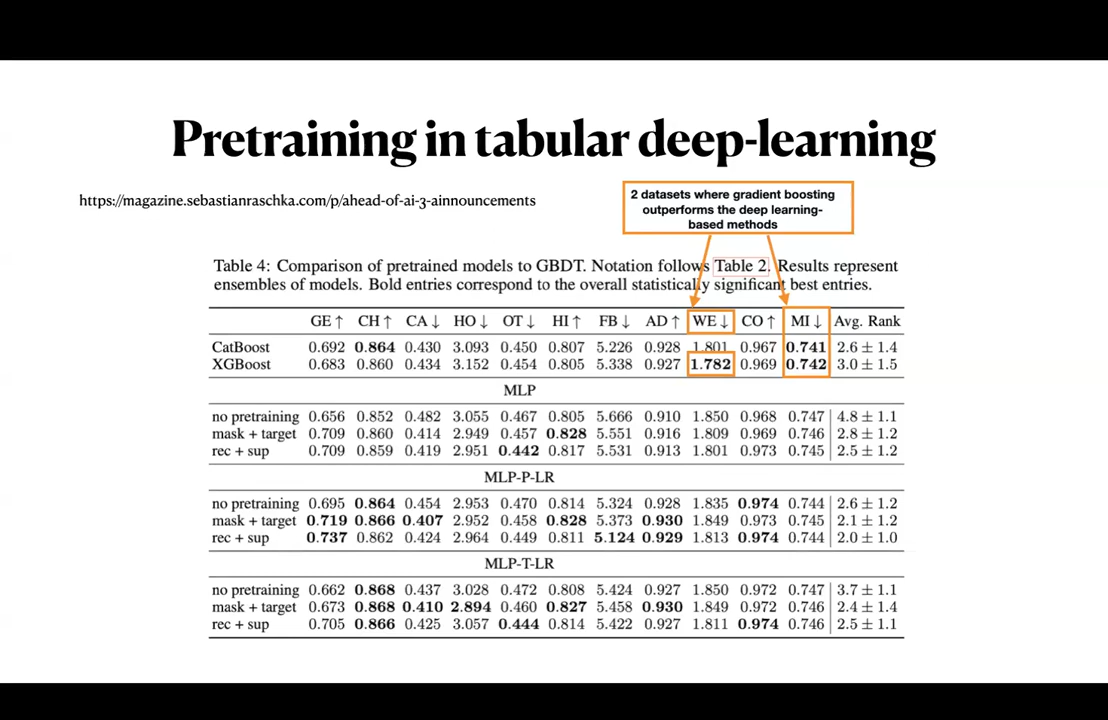 Pretraining in tabular deep-learning
https://magazine.sebastianraschka.com/p/ahead-of-ai-3-ainnouncements
2 datasets where gradient boosting
outperforms the deep learning-
based methods
Table 4: Comparison of pretrained models to GBDT. Notation follows Table 2. Results represent
ensembles of models. Bold entries correspond to the overall statistically significant best entries.
GE ↑ CH ↑ CA ↓ HO ↓ OT ↓ HI ↑ FB ↓ AD ↑ WE ↓ CO ↑ MI ↓ Avg. Rank
CatBoost 0.692 0.864 0.430 3.093 0.450 0.807 5.226 0.928 1.801 0.967 0.741 2.6 ± 1.4
XGBoost 0.683 0.860 0.434 3.152 0.454 0.805 5.338 0.927 1.782 0.969 0.742 3.0 ± 1.5
MLP
no pretraining 0.656 0.852 0.482 3.055 0.467 0.805 5.666 0.910 1.850 0.968 0.747 4.8 ± 1.1
mask + target 0.709 0.860 0.414 2.949 0.457 0.828 5.551 0.916 1.809 0.969 0.746 2.8 ± 1.2
rec + sup 0.709 0.859 0.419 2.951 0.442 0.817 5.531 0.913 1.801 0.973 0.745 2.5 ± 1.2
MLP-P-LR
no pretraining 0.695 0.864 0.454 2.953 0.470 0.814 5.324 0.928 1.835 0.974 0.744 2.6 ± 1.2
mask + target 0.719 0.866 0.407 2.952 0.458 0.828 5.373 0.930 1.849 0.973 0.745 2.1 ± 1.2
rec + sup 0.737 0.862 0.424 2.964 0.449 0.811 5.124 0.929 1.813 0.974 0.744 2.0 ± 1.0
MLP-T-LR
no pretraining 0.662 0.868 0.437 3.028 0.472 0.808 5.424 0.927 1.850 0.972 0.747 3.7 ± 1.1
mask + target 0.673 0.868 0.410 2.894 0.460 0.827 5.458 0.930 1.849 0.972 0.746 2.4 ± 1.4
rec + sup 0.705 0.866 0.425 3.057 0.444 0.814 5.422 0.927 1.811 0.974 0.746 2.5 ± 1.1